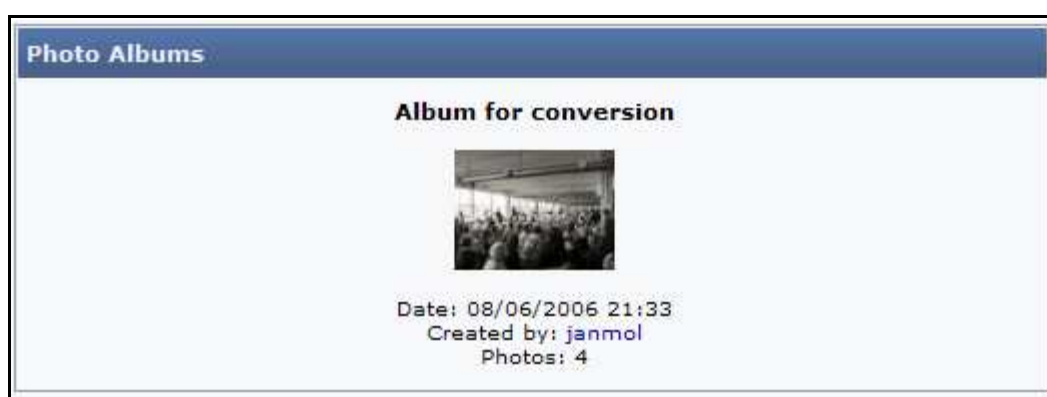 Photo Albums
Album for conversion
Date: 08/06/2006 21:33
Created by: janmol
Photos: 4